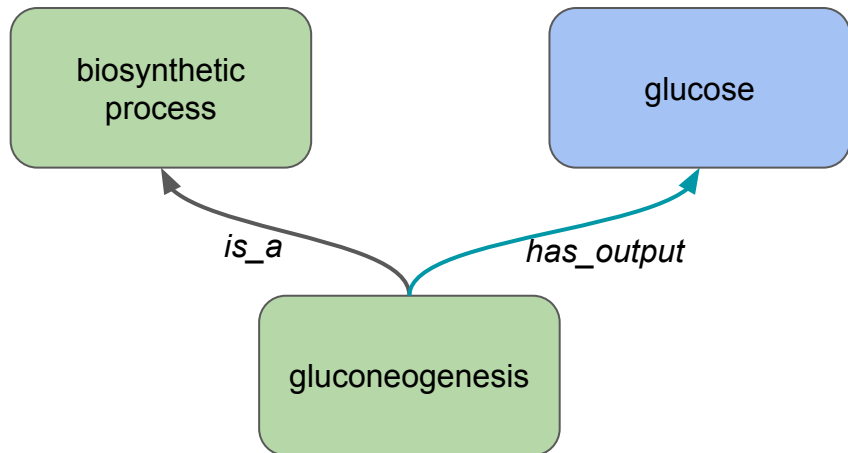 biosynthetic
process
glucose
is_a
has_output
gluconeogenesis